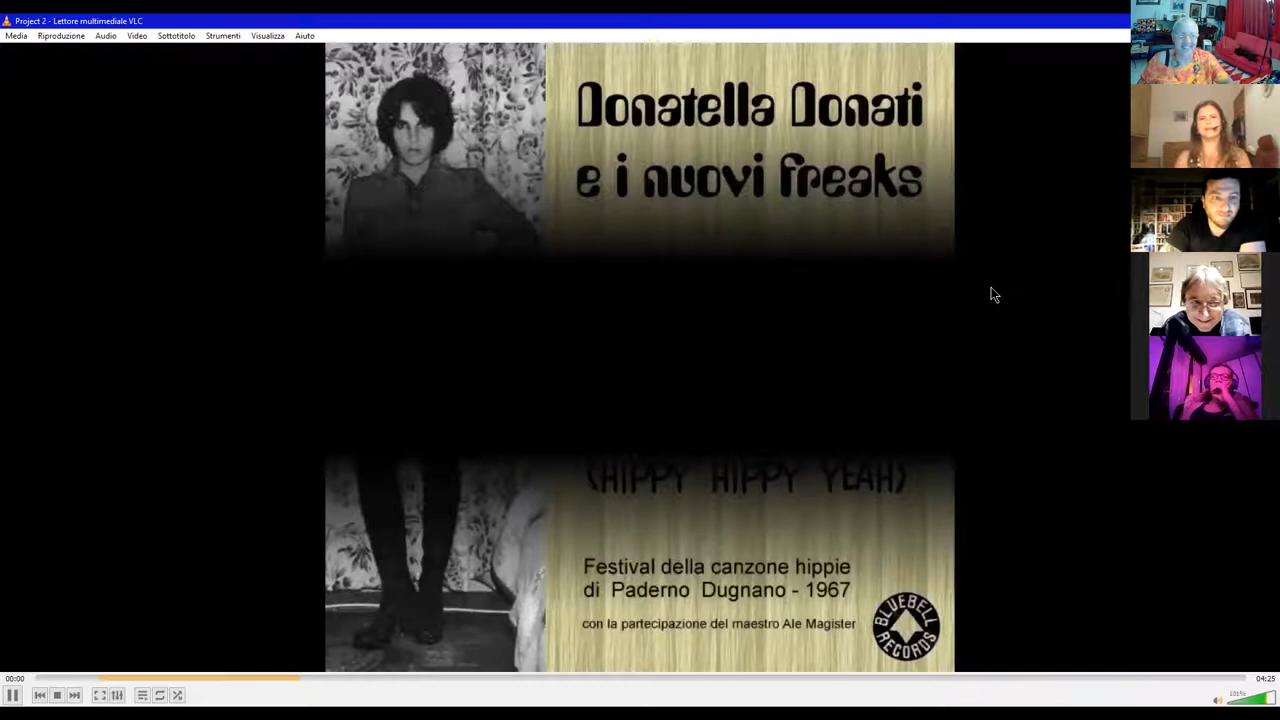 Project 2 - Lettore multimediale VLC
Media Riproduzione Audio Video Sottotitolo Strumenti Visualizza Aiuto
Donatella Donati
e i nuovi freaks
(HIPPY HIPPY YEAH)
Festival della canzone hippie
di Paderno Dugnano - 1967
con la partecipazione del maestro Ale Magister
BLUEBELL
RECORDS
00:00
04:25
101%